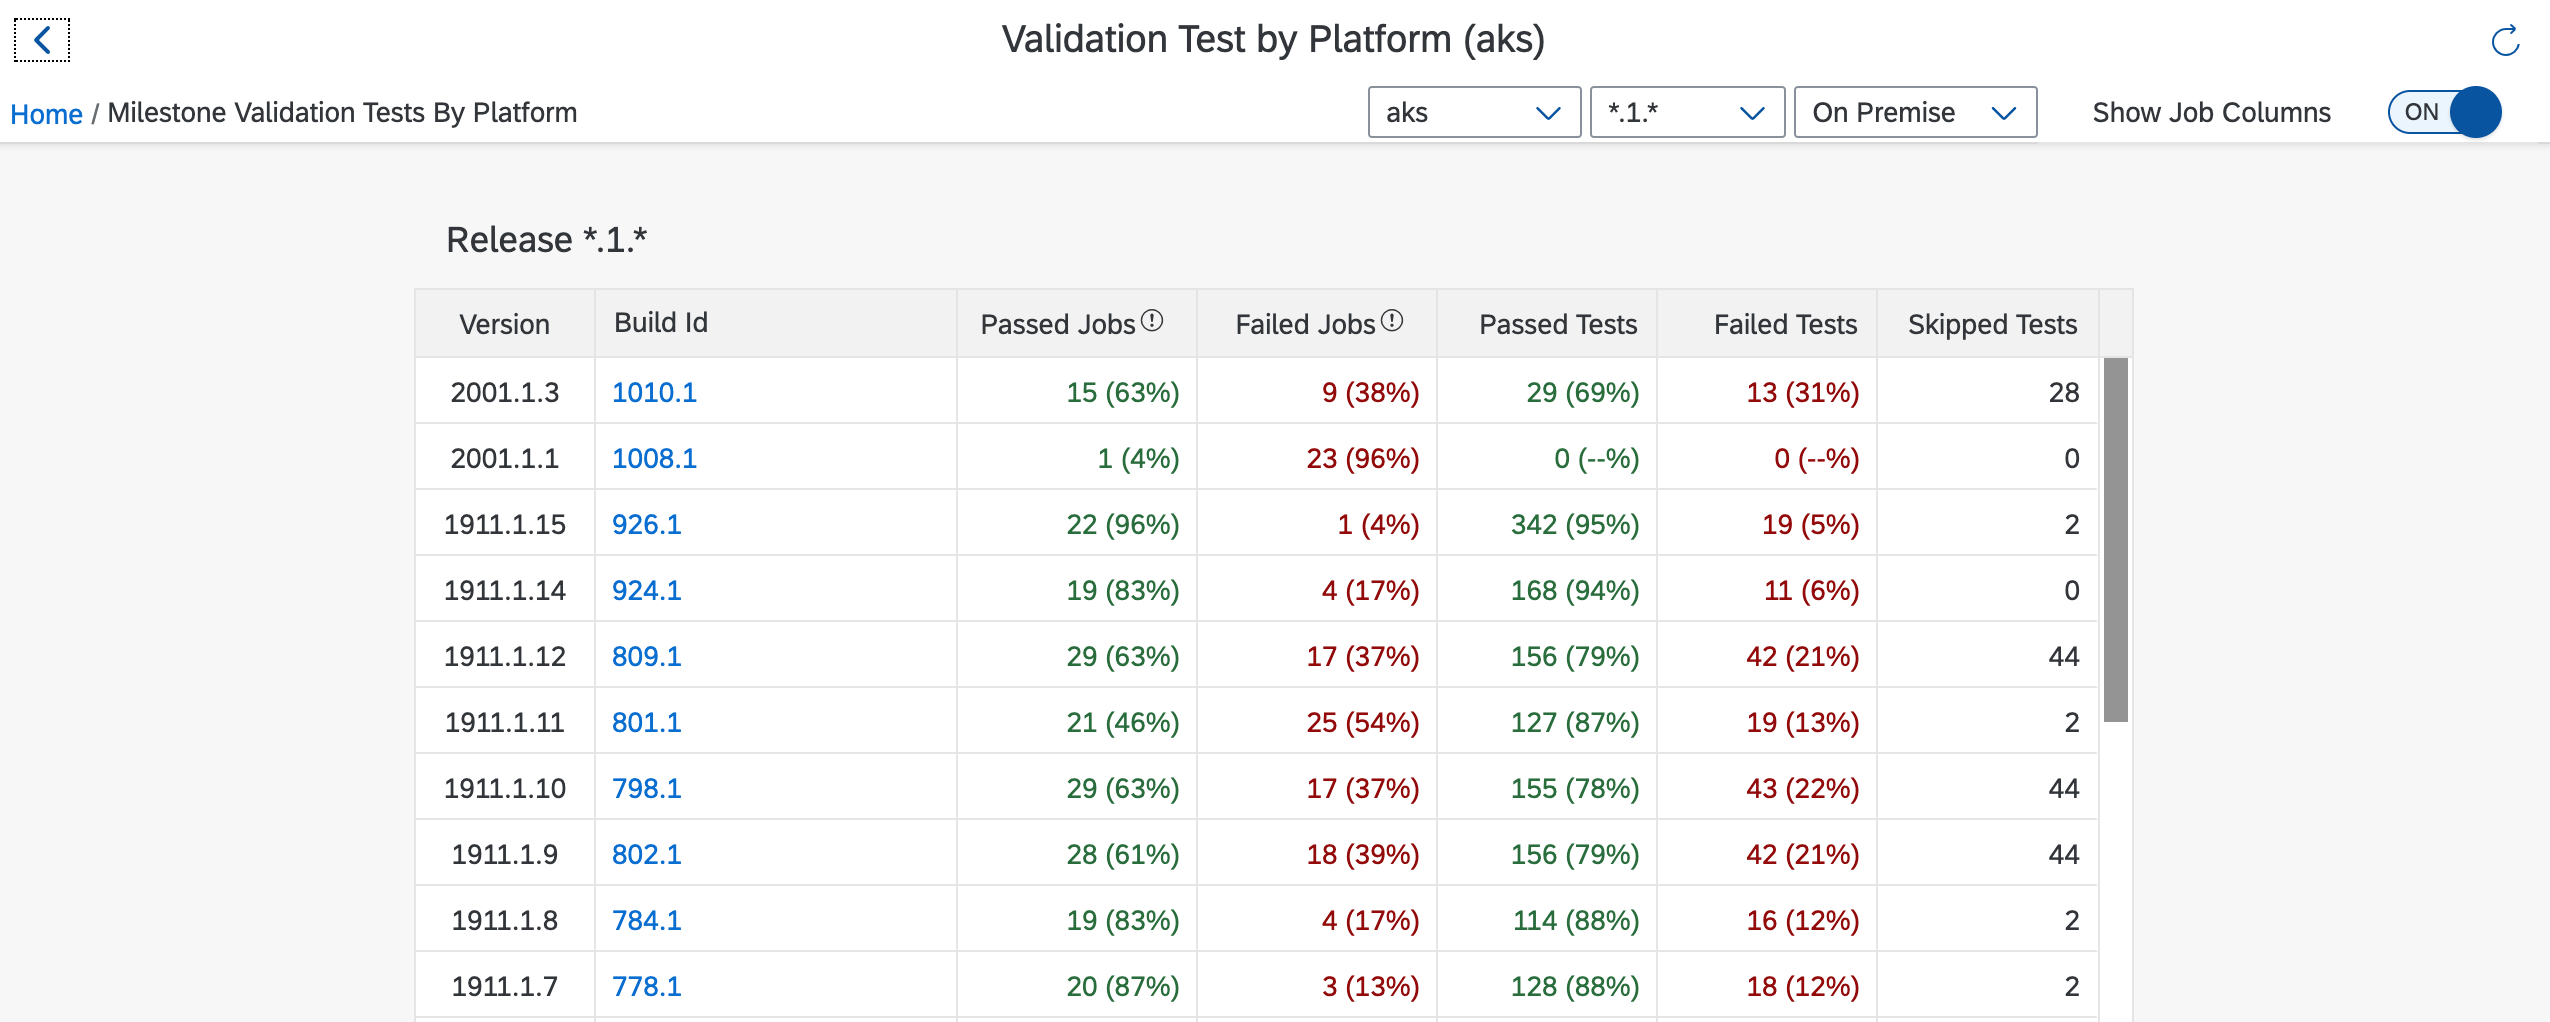 Validation Test by Platform (aks)
Home / Milestone Validation Tests By Platform
aks *.1.* On Premise Show Job Columns ON
Release *.1.*
Version Build Id Passed Jobs Failed Jobs Passed Tests Failed Tests Skipped Tests
2001.1.3 1010.1 15 (63%) 9 (38%) 29 (69%) 13 (31%) 28
2001.1.1 1008.1 1 (4%) 23 (96%) 0 (--%) 0 (--%) 0
1911.1.15 926.1 22 (96%) 1 (4%) 342 (95%) 19 (5%) 2
1911.1.14 924.1 19 (83%) 4 (17%) 168 (94%) 11 (6%) 0
1911.1.12 809.1 29 (63%) 17 (37%) 156 (79%) 42 (21%) 44
1911.1.11 801.1 21 (46%) 25 (54%) 127 (87%) 19 (13%) 2
1911.1.10 798.1 29 (63%) 17 (37%) 155 (78%) 43 (22%) 44
1911.1.9 802.1 28 (61%) 18 (39%) 156 (79%) 42 (21%) 44
1911.1.8 784.1 19 (83%) 4 (17%) 114 (88%) 16 (12%) 2
1911.1.7 778.1 20 (87%) 3 (13%) 128 (88%) 18 (12%) 2